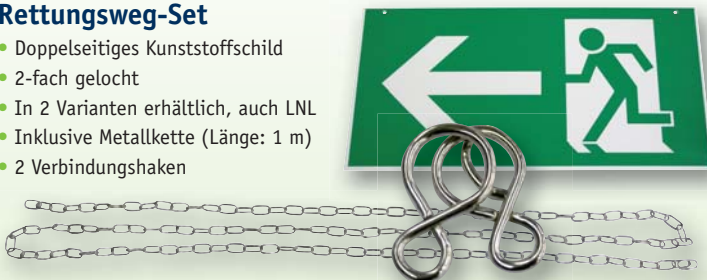 Rettungsweg-Set
• Doppelseitiges Kunststoffschild
• 2-fach gelocht
• In 2 Varianten erhältlich, auch LNL
• Inklusive Metallkette (Länge: 1 m)
• 2 Verbindungshaken